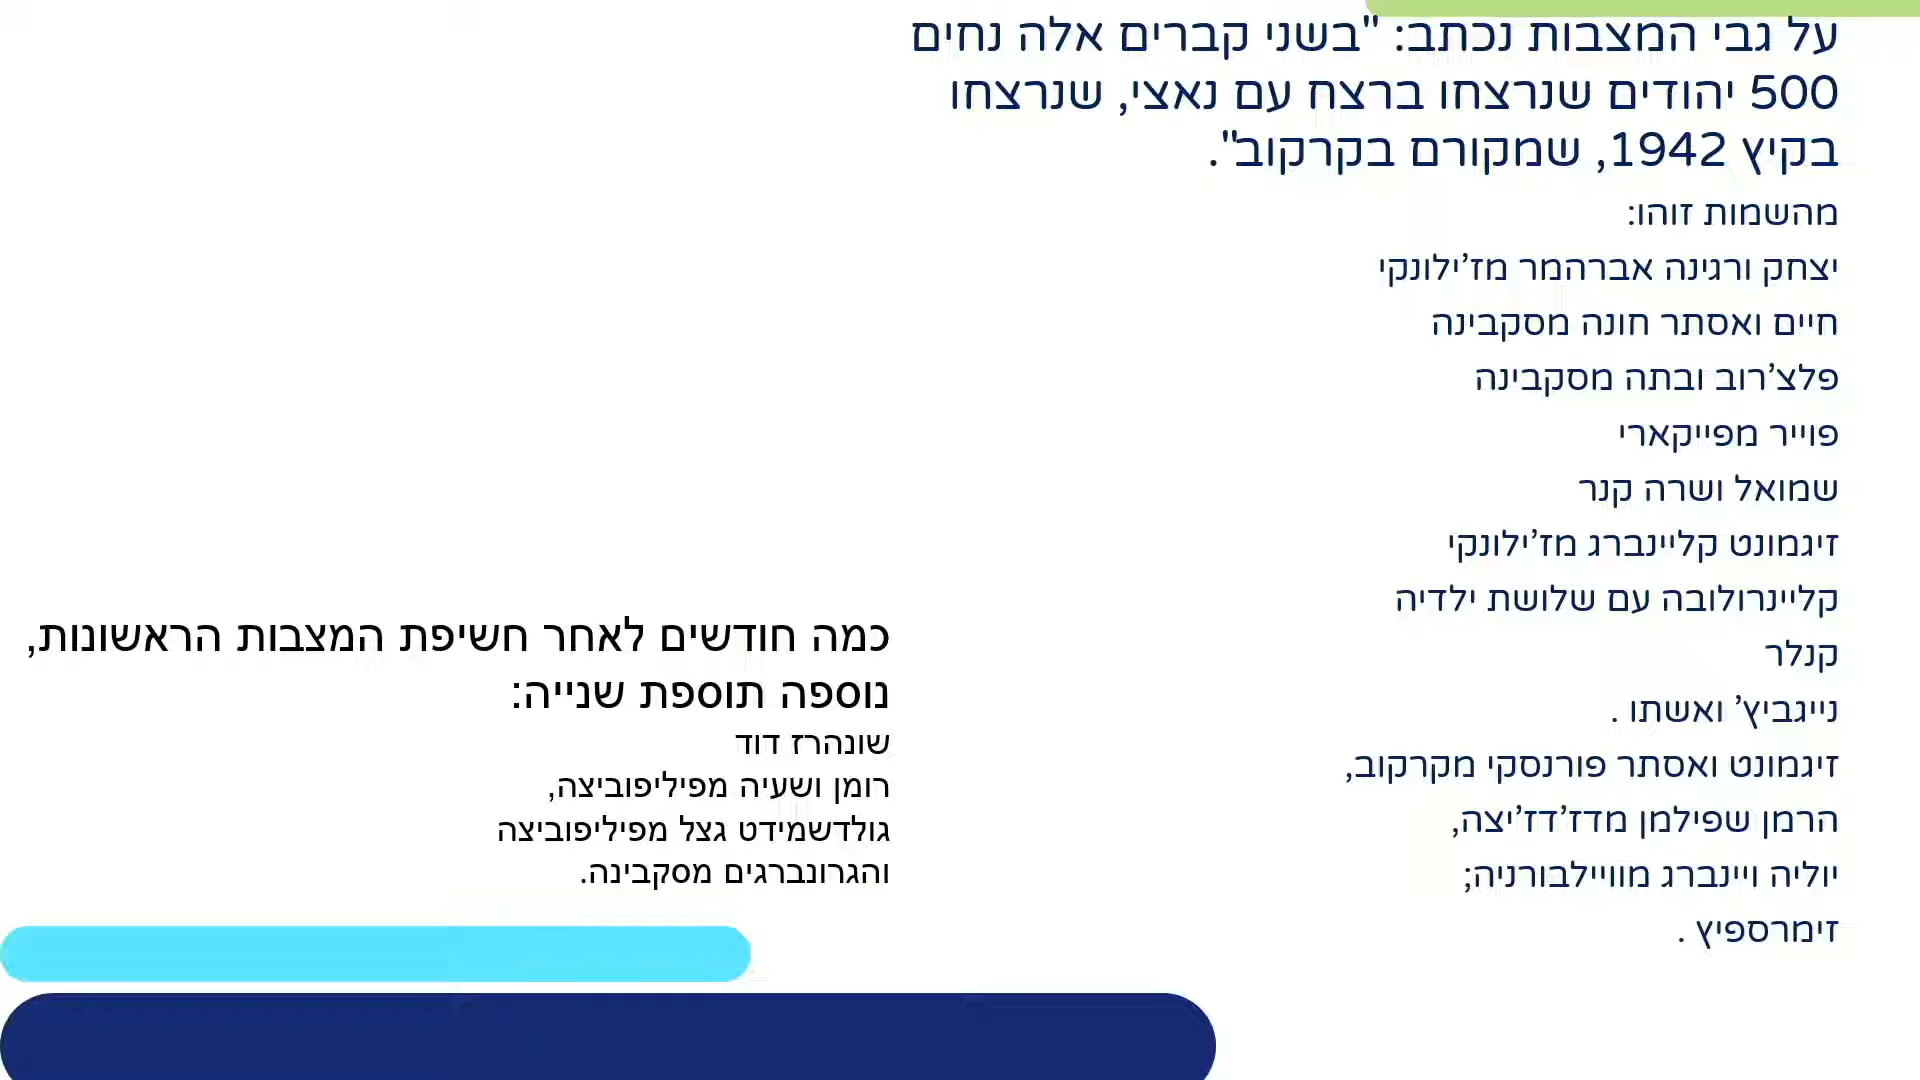 על גבי המצבות נכתב: "בשני קברים אלה נחים
500 יהודים שנרצחו ברצח עם נאצי, שנרצחו
בקיץ 1942, שמקורם בקרקוב".
מהשמות זוהו:
יצחק ורגינה אברהמר מז’ילונקי
חיים ואסתר חונה מסקבינה
פלצ’רוב ובתה מסקבינה
פוייר מפייקארי
שמואל ושרה קנר
זיגמונט קליינברג מז’ילונקי
קליינרולובה עם שלושת ילדיה
קנלר
נייגביץ’ ואשתו .
זיגמונט ואסתר פורנסקי מקרקוב,
הרמן שפילמן מדז’דז’יצה,
יוליה ויינברג מוויילבורניה;
זימרספיץ .
כמה חודשים לאחר חשיפת המצבות הראשונות,
נוספה תוספת שנייה:
שונהרז דוד
רומן ושעיה מפיליפוביצה,
גולדשמידט גצל מפיליפוביצה
והגרונברגים מסקבינה.